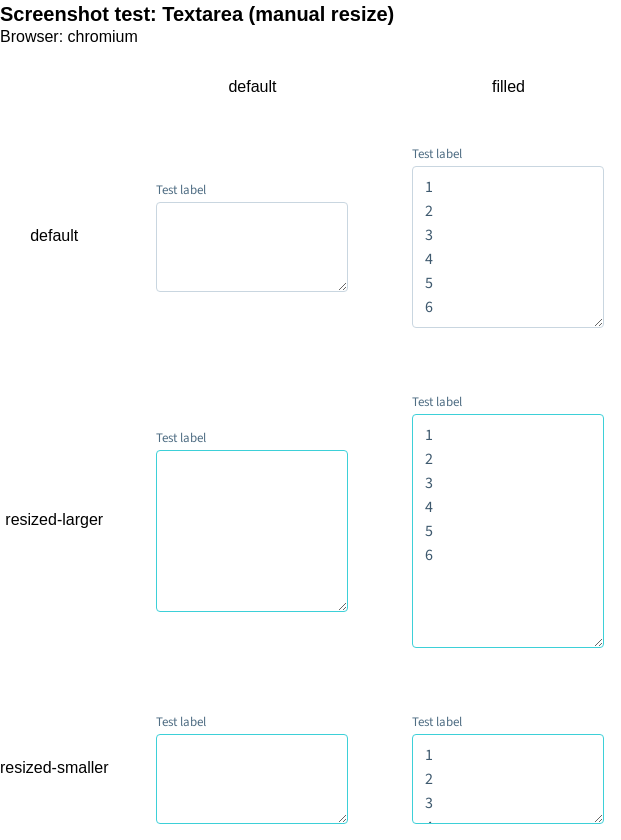 Screenshot test: Textarea (manual resize)
Browser: chromium
default filled
default
Test label
Test label
1
2
3
4
5
6
resized-larger
Test label
Test label
1
2
3
4
5
6
resized-smaller
Test label
Test label
1
2
3